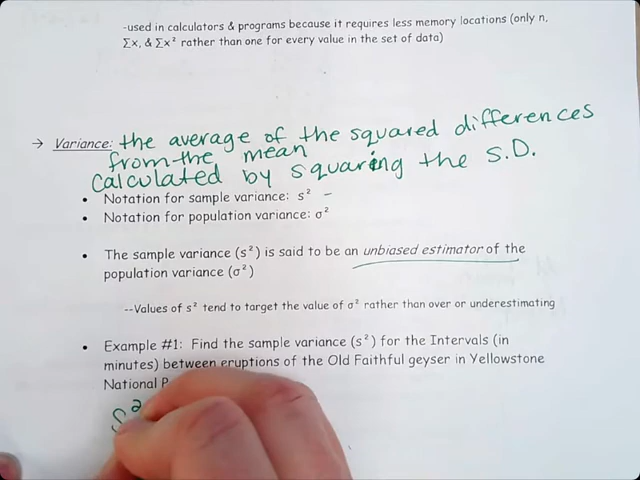 -used in calculators & programs because it requires less memory locations (only n,
Σx, & Σx² rather than one for every value in the set of data)
→ Variance: the average of the squared differences
from the mean
calculated by squaring the S.D.
• Notation for sample variance: s² –
• Notation for population variance: σ²
• The sample variance (s²) is said to be an unbiased estimator of the
population variance (σ²)
--Values of s² tend to target the value of σ² rather than over or underestimating
• Example #1: Find the sample variance (s²) for the Intervals (in
minutes) between eruptions of the Old Faithful geyser in Yellowstone
National
S²